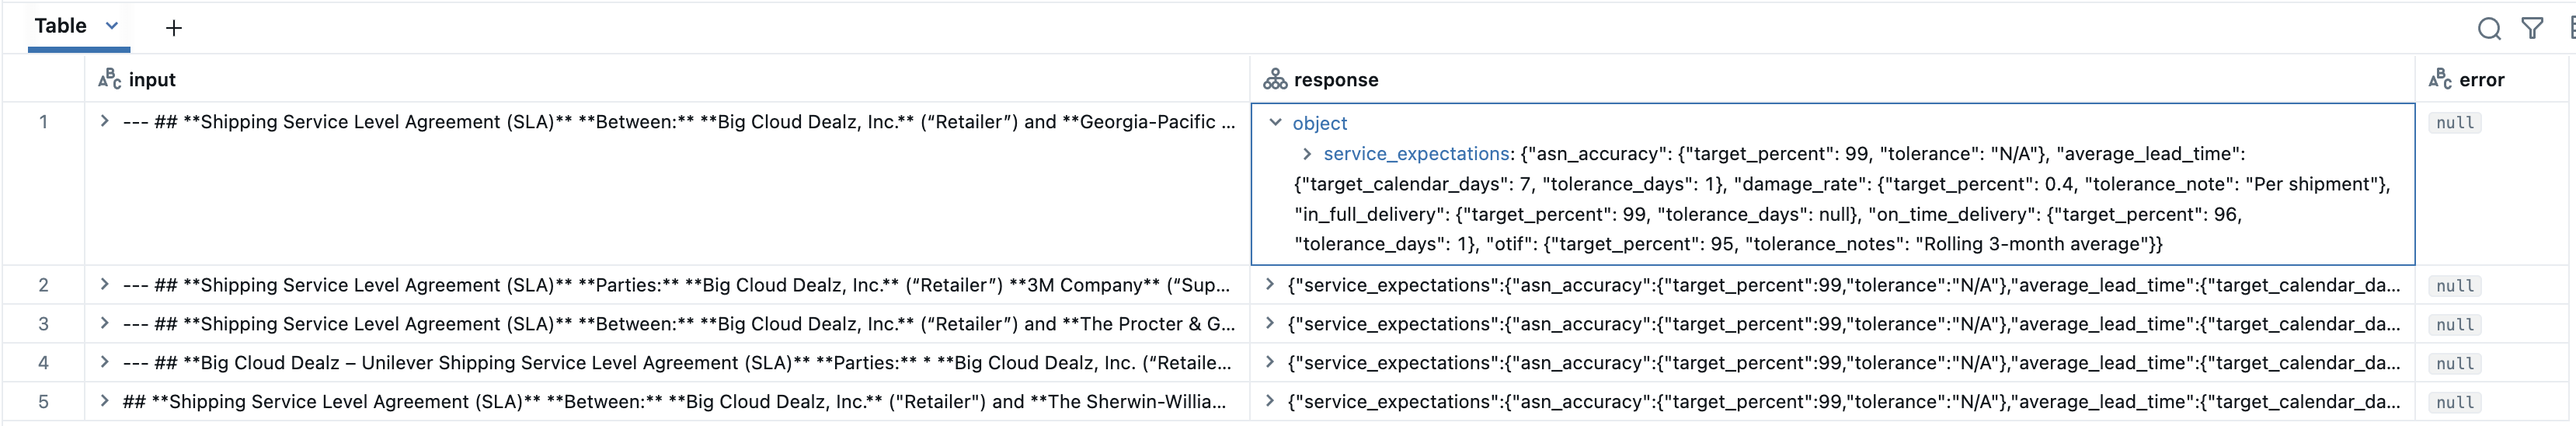 Table
input
response
error
1
--- ## **Shipping Service Level Agreement (SLA)** **Between:** **Big Cloud Dealz, Inc.** (“Retailer”) and **Georgia-Pacific ...
object
service_expectations: {"asn_accuracy": {"target_percent": 99, "tolerance": "N/A"}, "average_lead_time":
{"target_calendar_days": 7, "tolerance_days": 1}, "damage_rate": {"target_percent": 0.4, "tolerance_note": "Per shipment"},
"in_full_delivery": {"target_percent": 99, "tolerance_days": null}, "on_time_delivery": {"target_percent": 96,
"tolerance_days": 1}, "otif": {"target_percent": 95, "tolerance_notes": "Rolling 3-month average"}}
null
2
--- ## **Shipping Service Level Agreement (SLA)** **Parties:** **Big Cloud Dealz, Inc.** (“Retailer”) **3M Company** (“Sup...
{"service_expectations":{"asn_accuracy":{"target_percent":99,"tolerance":"N/A"},"average_lead_time":{"target_calendar_da...
null
3
--- ## **Shipping Service Level Agreement (SLA)** **Between:** **Big Cloud Dealz, Inc.** (“Retailer”) and **The Procter & G...
{"service_expectations":{"asn_accuracy":{"target_percent":99,"tolerance":"N/A"},"average_lead_time":{"target_calendar_da...
null
4
--- ## **Big Cloud Dealz – Unilever Shipping Service Level Agreement (SLA)** **Parties:** * **Big Cloud Dealz, Inc. (“Retaile...
{"service_expectations":{"asn_accuracy":{"target_percent":99,"tolerance":"N/A"},"average_lead_time":{"target_calendar_da...
null
5
## **Shipping Service Level Agreement (SLA)** **Between:** **Big Cloud Dealz, Inc.** ("Retailer") and **The Sherwin-Willia...
{"service_expectations":{"asn_accuracy":{"target_percent":99,"tolerance":"N/A"},"average_lead_time":{"target_calendar_da...
null